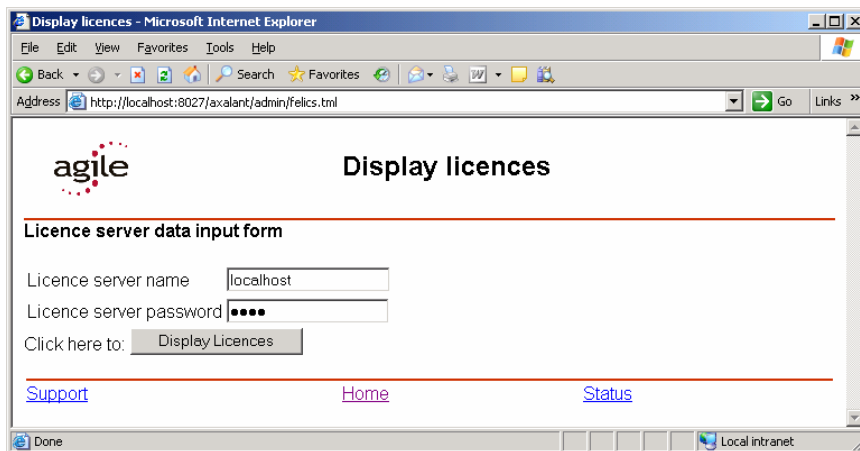 Display licences - Microsoft Internet Explorer
File Edit View Favorites Tools Help
Back Search Favorites
Address http://localhost:8027/axalant/admin/felics.tml Go Links »
agile
Display licences
Licence server data input form
Licence server name localhost
Licence server password ●●●●
Click here to: Display Licences
Support Home Status
Done Local intranet